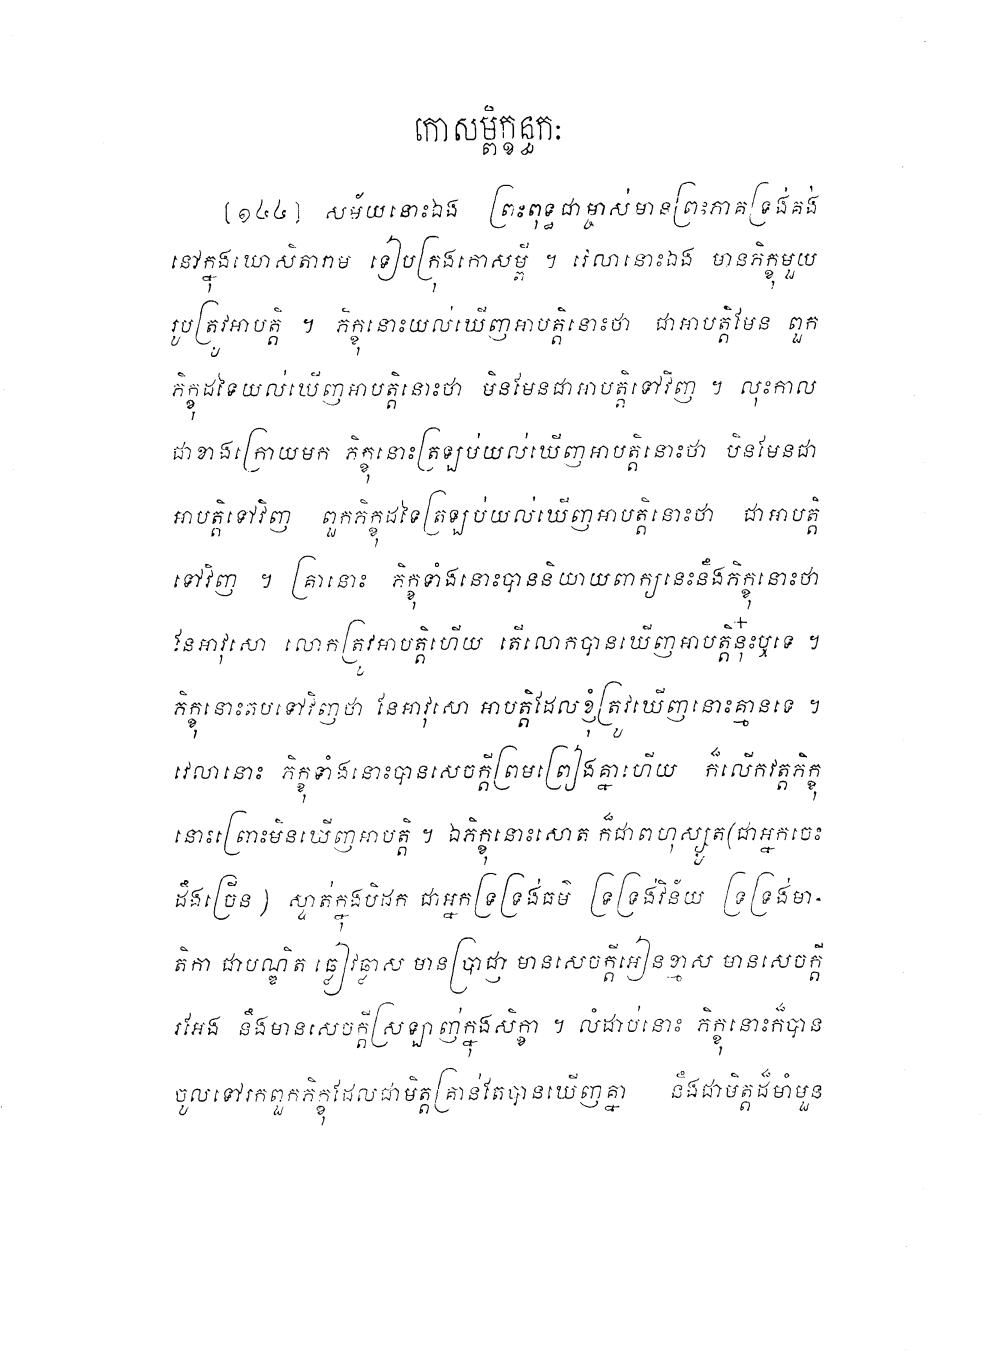 កោសម្ពិក្ខន្ធកៈ
[១៤៤] សម័យនោះឯង ព្រះពុទ្ធជាម្ចាស់មានព្រះភាគទ្រង់គង់
នៅក្នុងឃោសិតារាម ទៀបក្រុងកោសម្ពី ។ វេលានោះឯង មានភិក្ខុមួយ
រូបត្រូវអាបត្តិ ។ ភិក្ខុនោះយល់ឃើញអាបត្តិនោះថា ជាអាបត្តិមែន ពួក
ភិក្ខុដទៃយល់ឃើញអាបត្តិនោះថា មិនមែនជាអាបត្តិទៅវិញ ។ លុះកាល
ជាខាងក្រោយមក ភិក្ខុនោះត្រឡប់យល់ឃើញអាបត្តិនោះថា មិនមែនជា
អាបត្តិទៅវិញ ពួកភិក្ខុដទៃត្រឡប់យល់ឃើញអាបត្តិនោះថា ជាអាបត្តិ
ទៅវិញ ។ គ្រានោះ ភិក្ខុទាំងនោះបាននិយាយពាក្យនេះនឹងភិក្ខុនោះថា
នែអាវុសោ លោកត្រូវអាបត្តិហើយ តើលោកបានឃើញអាបត្តិនុ៎ះឬទេ ។
ភិក្ខុនោះតបទៅវិញថា នែអាវុសោ អាបត្តិដែលខ្ញុំត្រូវឃើញនោះគ្មានទេ ។
វេលានោះ ភិក្ខុទាំងនោះបានសេចក្តីព្រមព្រៀងគ្នាហើយ ក៏លើកវត្តភិក្ខុ
នោះព្រោះមិនឃើញអាបត្តិ ។ ឯភិក្ខុនោះសោត ក៏ជាពហុស្សូត(ជាអ្នកចេះ
ដឹងច្រើន ) ស្ទាត់ក្នុងបិដក ជាអ្នកទ្រទ្រង់ធម៌ ទ្រទ្រង់វិន័យ ទ្រទ្រង់មា-
តិកា ជាបណ្ឌិត ឆ្លៀវឆ្លាស មានប្រាជ្ញា មានសេចក្តីអៀនខ្មាស មានសេចក្តី
រអែង នឹងមានសេចក្តីស្រឡាញ់ក្នុងសិក្ខា ។ លំដាប់នោះ ភិក្ខុនោះក៏បាន
ចូលទៅរកពួកភិក្ខុដែលជាមិត្តគ្រាន់តែបានឃើញគ្នា នឹងជាមិត្តដ៏មាំមួន